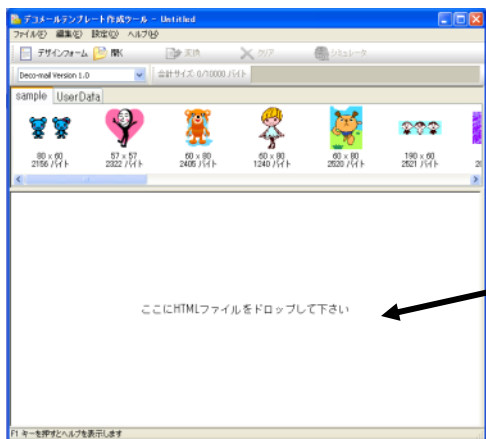 デコメールテンプレート作成ツール - Untitled
ファイル(F) 編集(E) 設定(O) ヘルプ(H)
デザインフォーム 開く 変換 クリア シミュレータ
Deco-mail Version 1.0 合計サイズ: 0/10000 バイト
sample UserData
80 x 60 57 x 57 60 x 80 60 x 80 60 x 80 190 x 60
2156 バイト 2322 バイト 2405 バイト 1240 バイト 2520 バイト 2521 バイト
ここにHTMLファイルをドロップして下さい
F1 キーを押すとヘルプを表示します